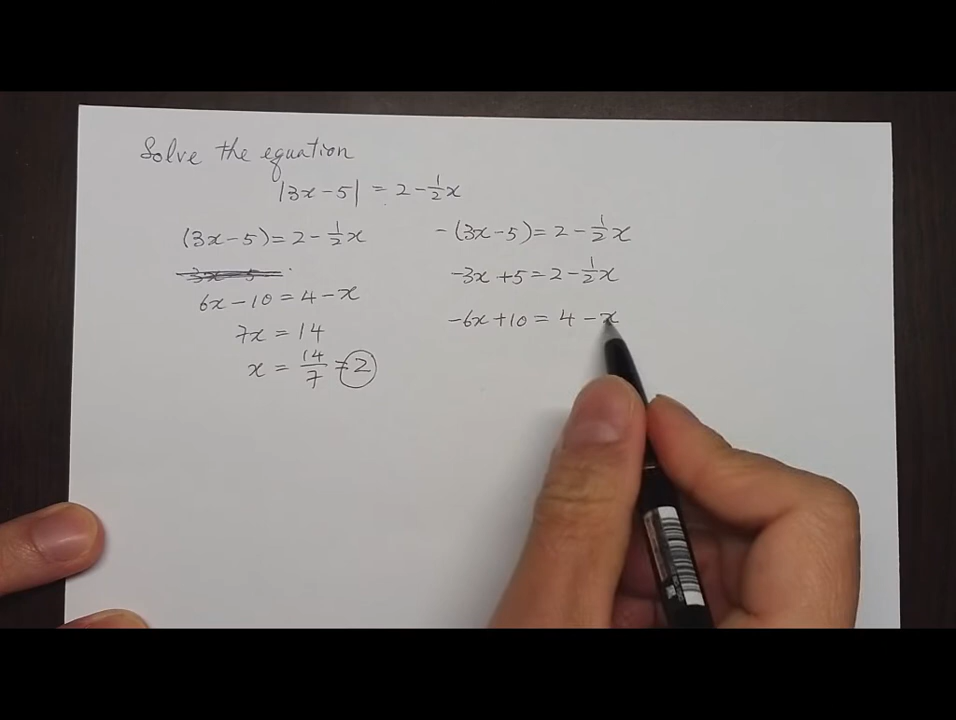 Solve the equation
|3x-5| = 2-½x
(3x-5) = 2-½x
6x-10 = 4-x
7x = 14
x = 14/7 = 2
-(3x-5) = 2-½x
-3x+5 = 2-½x
-6x+10 = 4-x